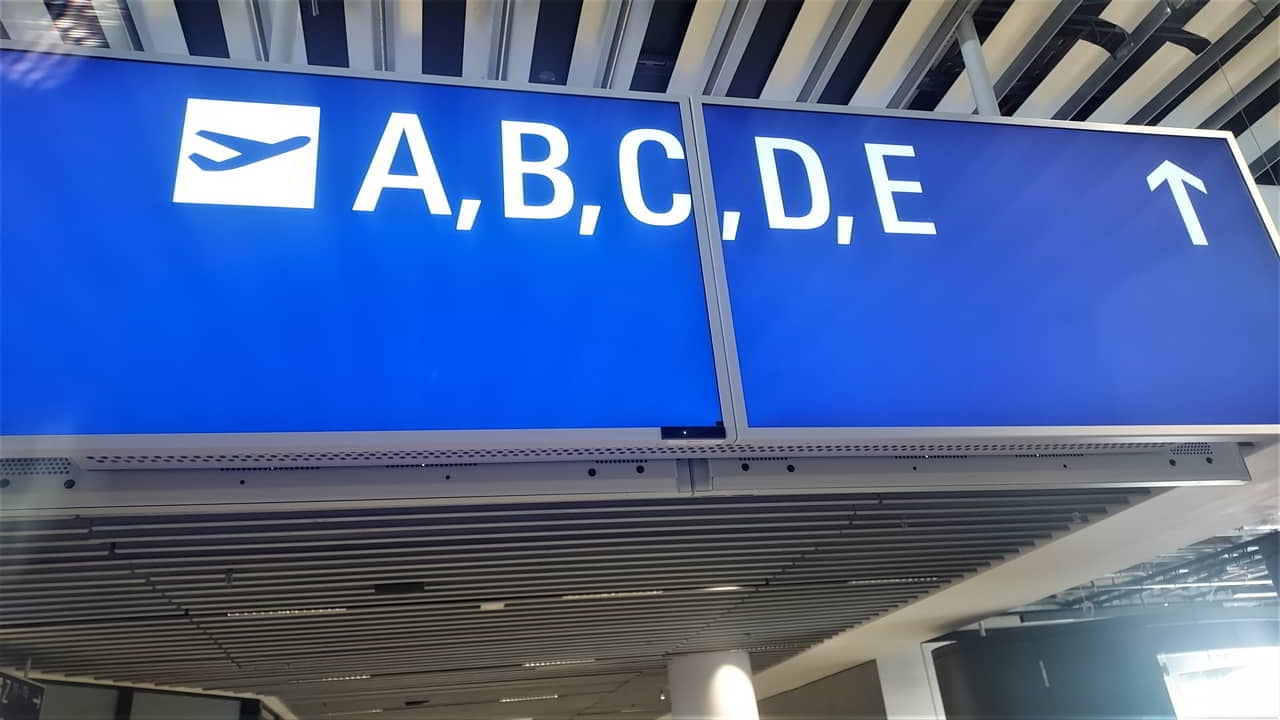 A, B, C, D, E